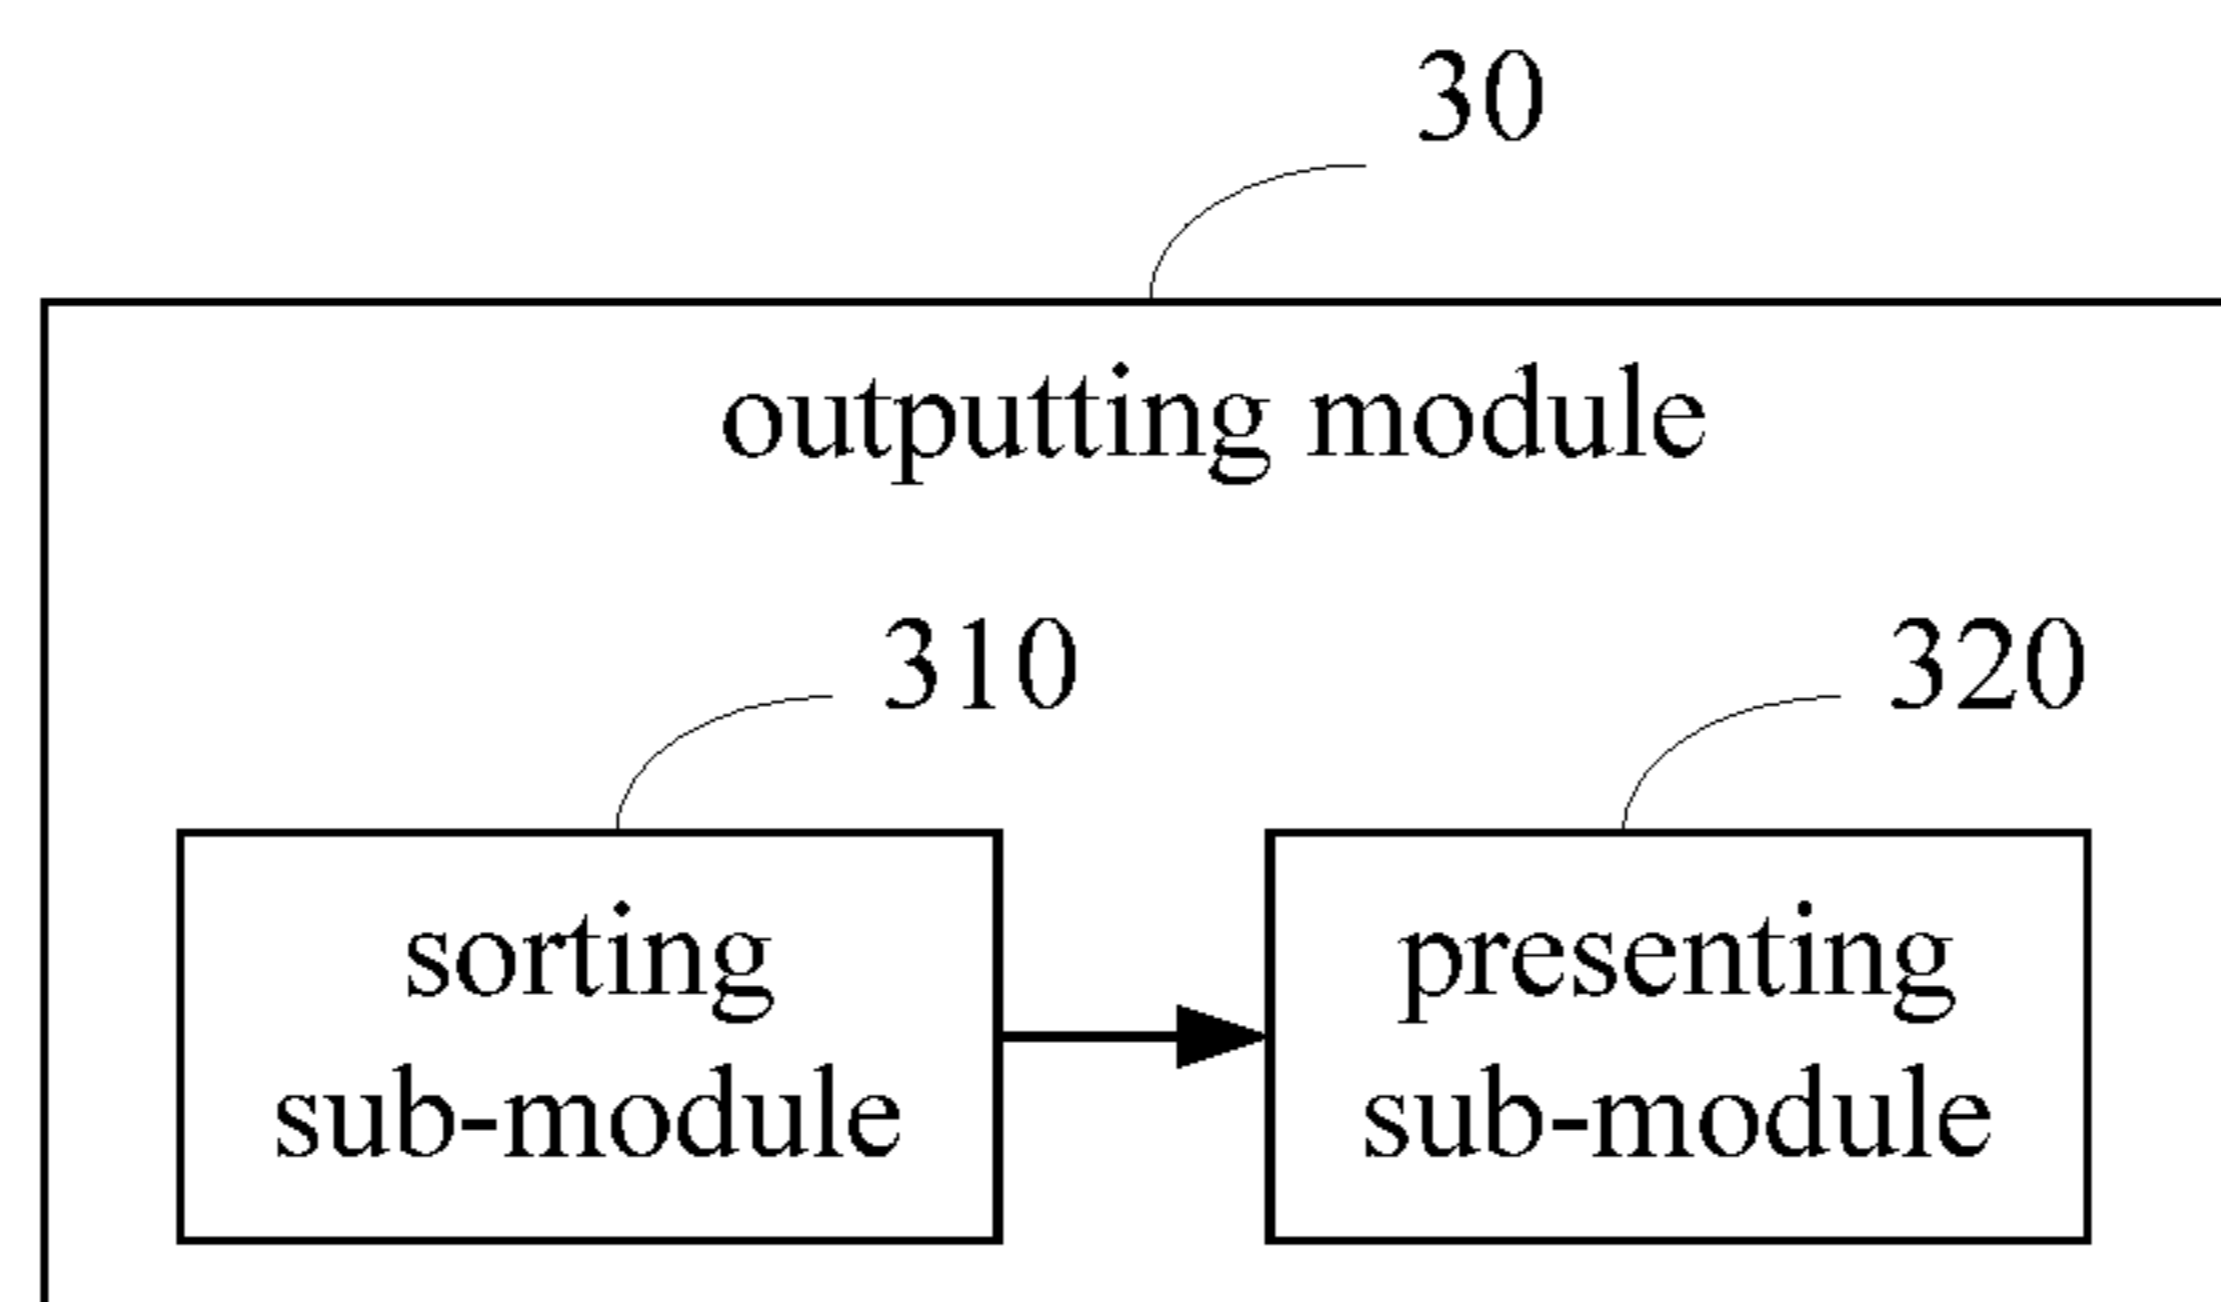 30
outputting module
310
320
sorting
sub-module
presenting
sub-module